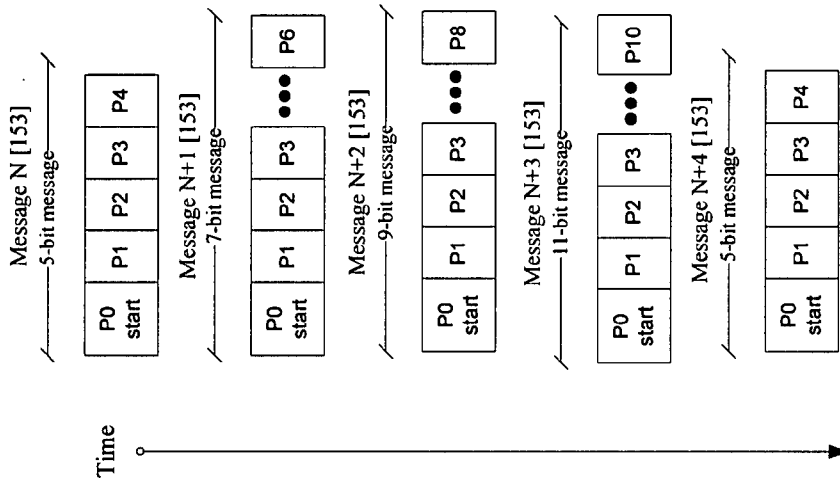 Message N [153]
5-bit message
P0 start P1 P2 P3 P4
Message N+1 [153]
7-bit message
P0 start P1 P2 P3 ●●● P6
Message N+2 [153]
9-bit message
P0 start P1 P2 P3 ●●● P8
Message N+3 [153]
11-bit message
P0 start P1 P2 P3 ●●● P10
Message N+4 [153]
5-bit message
P0 start P1 P2 P3 P4
Time